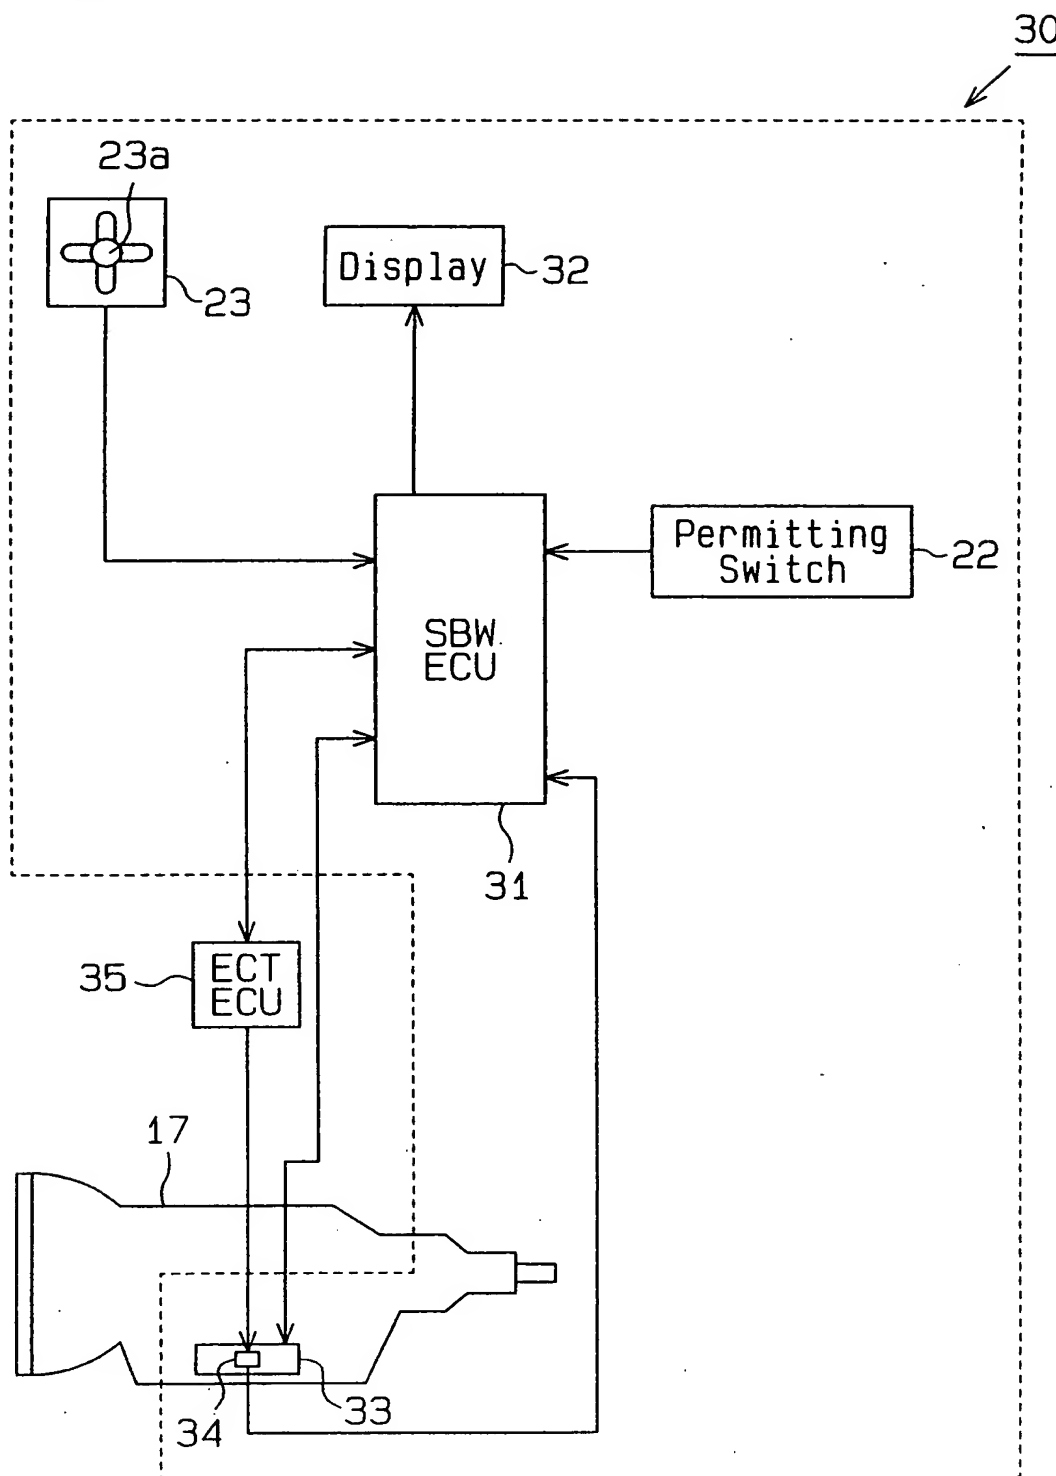 30
23a
23
Display
32
Permitting
Switch
22
SBW
ECU
31
35
ECT
ECU
17
34
33